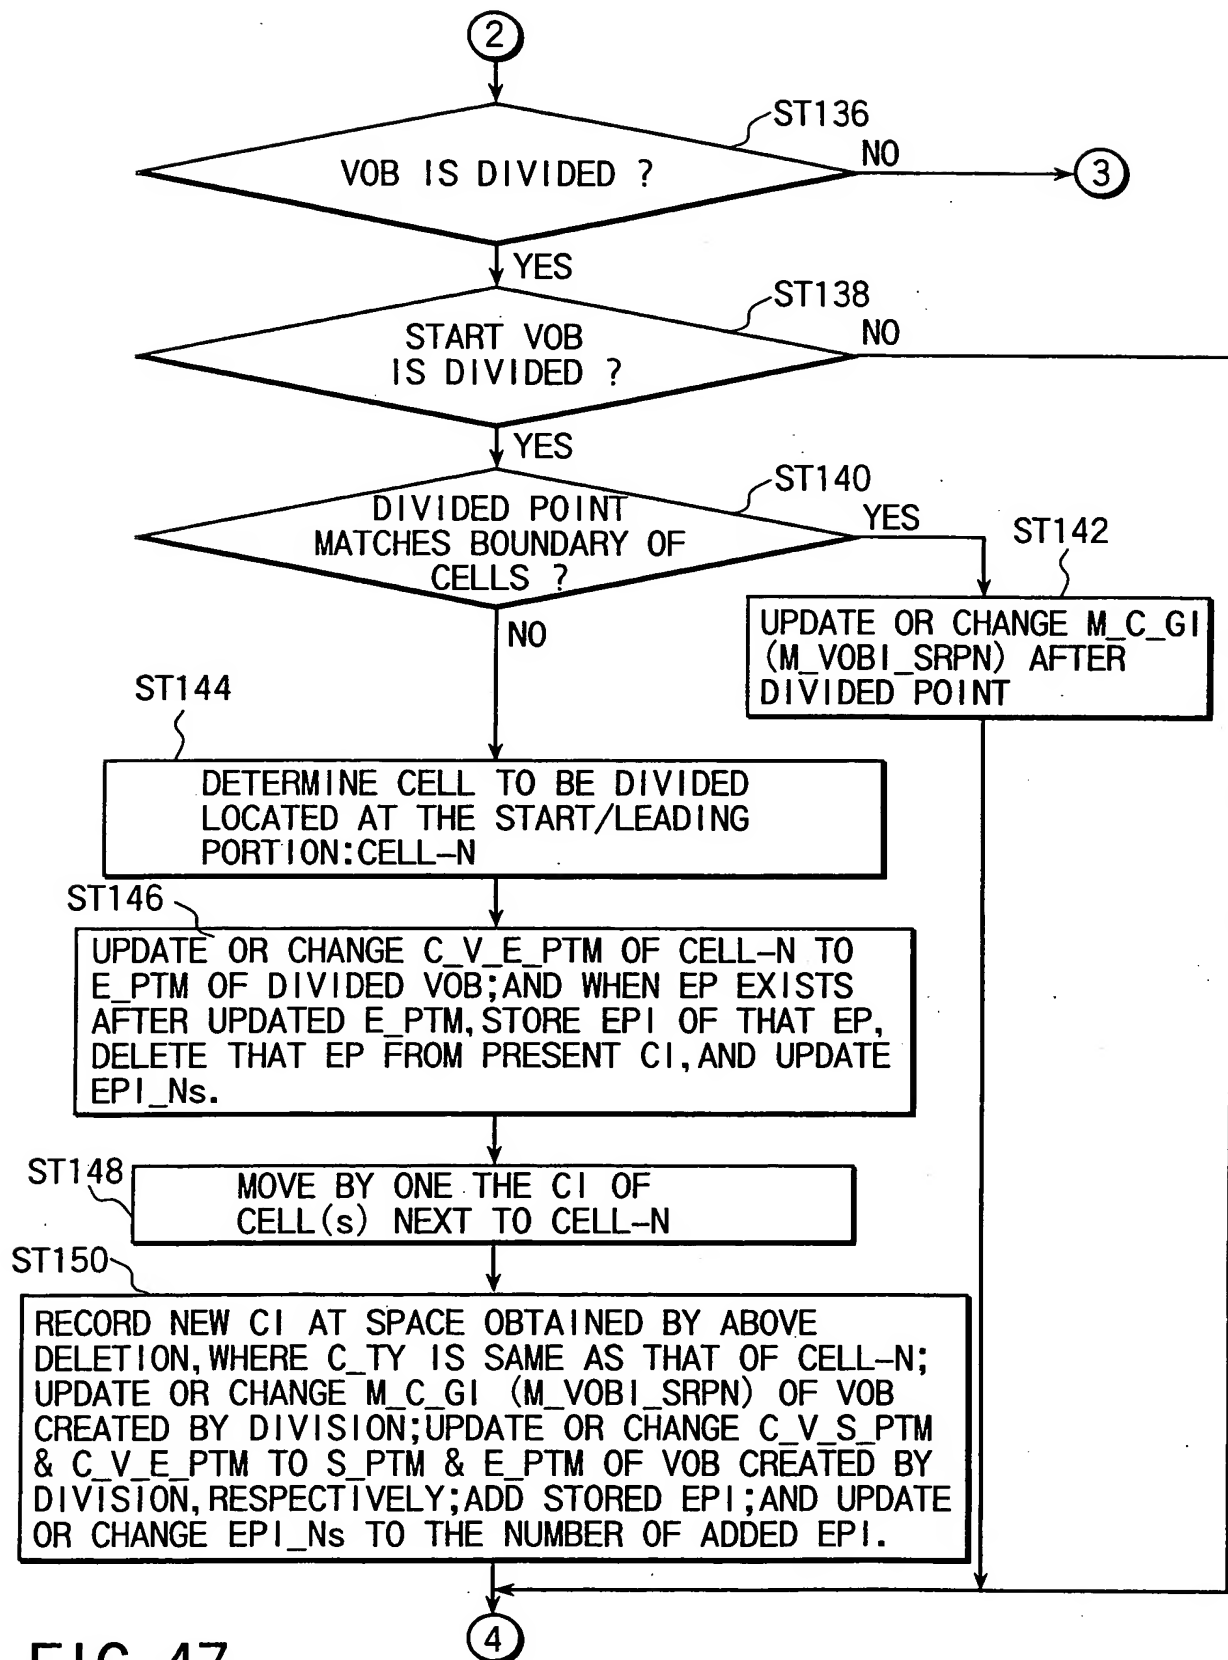 2
ST136
VOB IS DIVIDED ?
NO
3
YES
ST138
START VOB
IS DIVIDED ?
NO
YES
ST140
DIVIDED POINT
MATCHES BOUNDARY OF
CELLS ?
YES
ST142
NO
UPDATE OR CHANGE M_C_GI
(M_VOBI_SRPN) AFTER
DIVIDED POINT
ST144
DETERMINE CELL TO BE DIVIDED
LOCATED AT THE START/LEADING
PORTION:CELL-N
ST146
UPDATE OR CHANGE C_V_E_PTM OF CELL-N TO
E_PTM OF DIVIDED VOB;AND WHEN EP EXISTS
AFTER UPDATED E_PTM,STORE EPI OF THAT EP,
DELETE THAT EP FROM PRESENT CI,AND UPDATE
EPI_Ns.
ST148
MOVE BY ONE THE CI OF
CELL(s) NEXT TO CELL-N
ST150
RECORD NEW CI AT SPACE OBTAINED BY ABOVE
DELETION,WHERE C_TY IS SAME AS THAT OF CELL-N;
UPDATE OR CHANGE M_C_GI (M_VOBI_SRPN) OF VOB
CREATED BY DIVISION;UPDATE OR CHANGE C_V_S_PTM
& C_V_E_PTM TO S_PTM & E_PTM OF VOB CREATED BY
DIVISION,RESPECTIVELY;ADD STORED EPI;AND UPDATE
OR CHANGE EPI_Ns TO THE NUMBER OF ADDED EPI.
4
FIG. 47